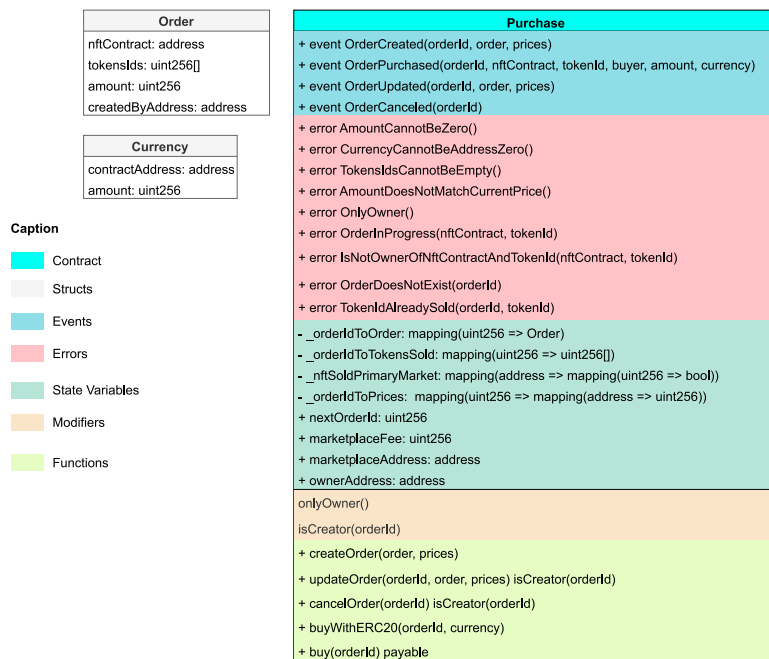 Order
nftContract: address
tokensIds: uint256[]
amount: uint256
createdByAddress: address
Currency
contractAddress: address
amount: uint256
Caption
Contract
Structs
Events
Errors
State Variables
Modifiers
Functions
Purchase
+ event OrderCreated(orderId, order, prices)
+ event OrderPurchased(orderId, nftContract, tokenId, buyer, amount, currency)
+ event OrderUpdated(orderId, order, prices)
+ event OrderCanceled(orderId)
+ error AmountCannotBeZero()
+ error CurrencyCannotBeAddressZero()
+ error TokensIdsCannotBeEmpty()
+ error AmountDoesNotMatchCurrentPrice()
+ error OnlyOwner()
+ error OrderInProgress(nftContract, tokenId)
+ error IsNotOwnerOfNftContractAndTokenId(nftContract, tokenId)
+ error OrderDoesNotExist(orderId)
+ error TokenIdAlreadySold(orderId, tokenId)
- _orderIdToOrder: mapping(uint256 => Order)
- _orderIdToTokensSold: mapping(uint256 => uint256[])
- _nftSoldPrimaryMarket: mapping(address => mapping(uint256 => bool))
- _orderIdToPrices: mapping(uint256 => mapping(address => uint256))
+ nextOrderId: uint256
+ marketplaceFee: uint256
+ marketplaceAddress: address
+ ownerAddress: address
onlyOwner()
isCreator(orderId)
+ createOrder(order, prices)
+ updateOrder(orderId, order, prices) isCreator(orderId)
+ cancelOrder(orderId) isCreator(orderId)
+ buyWithERC20(orderId, currency)
+ buy(orderId) payable